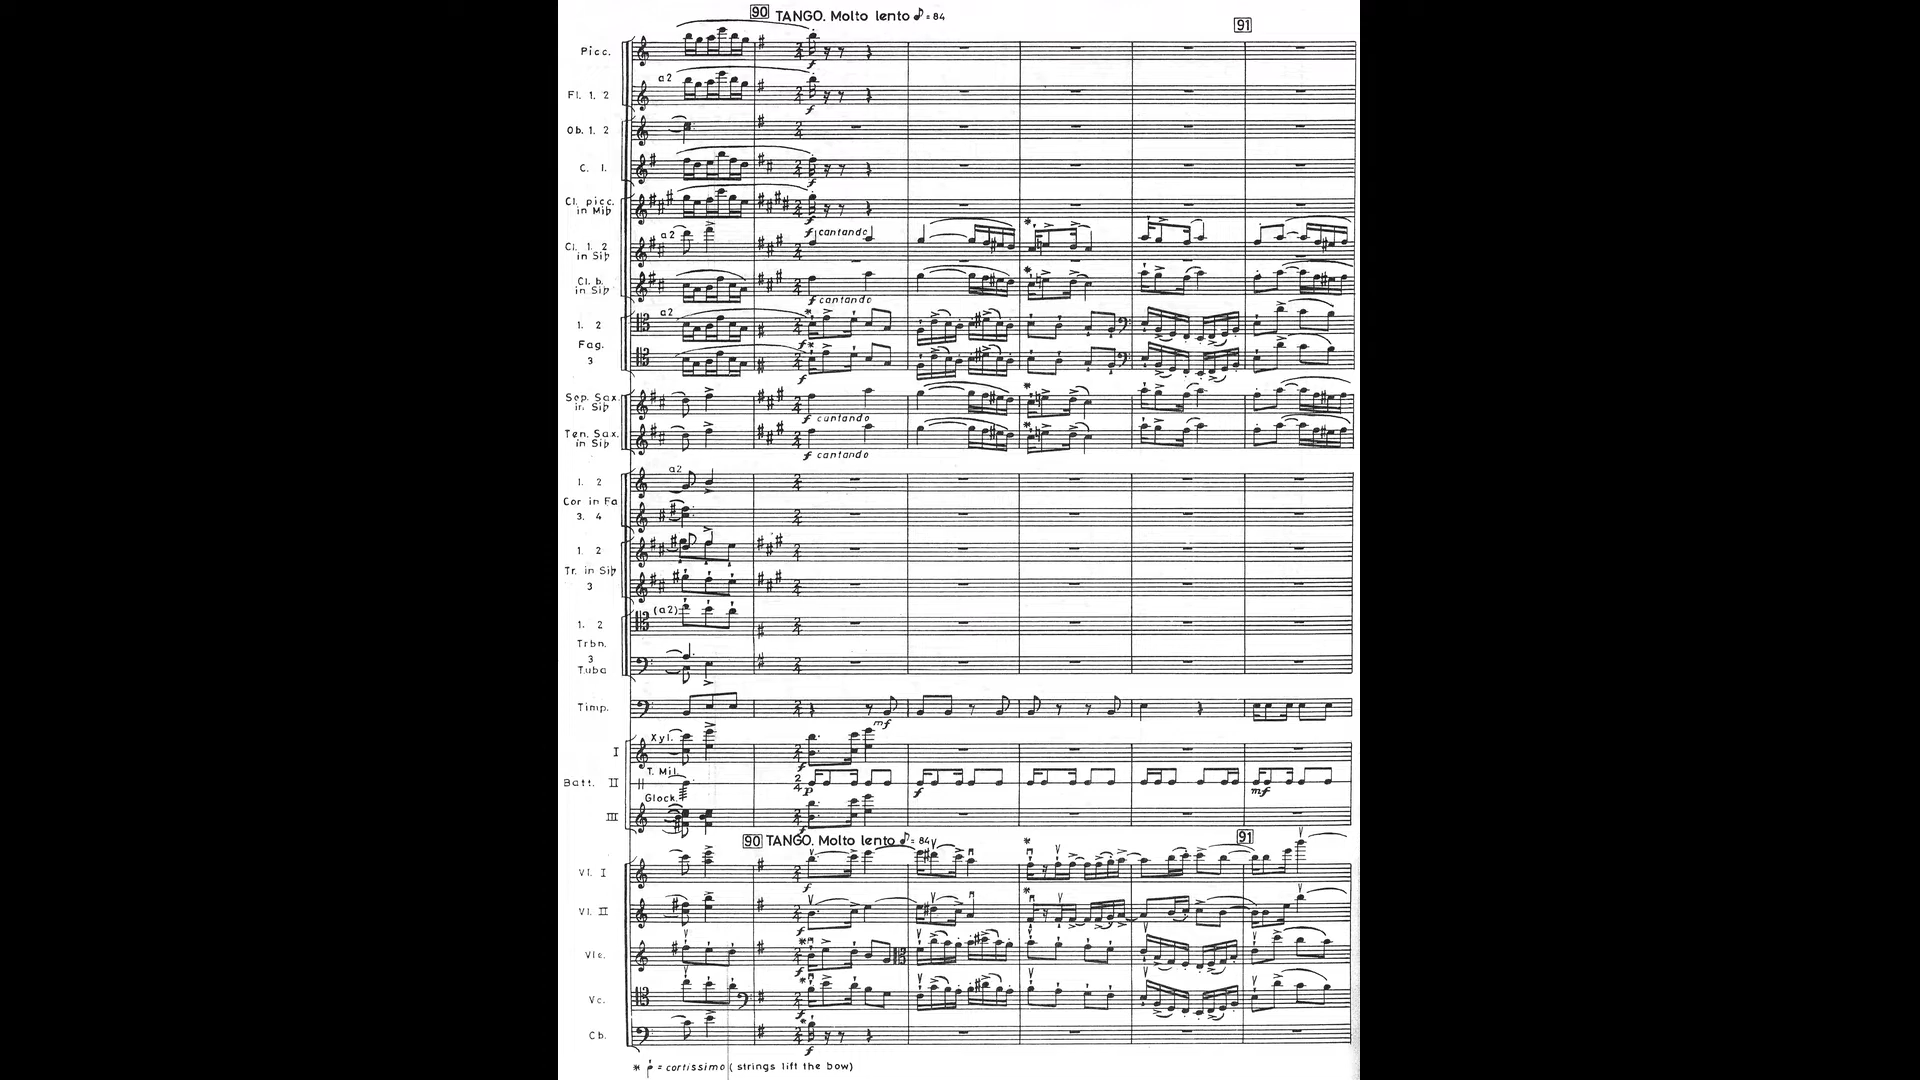 90 TANGO. Molto lento ♪ = 84
91
Picc.
a2
Fl. 1. 2
Ob. 1. 2
C. I.
Cl. picc.
in Mi♭
f cantando
a2
Cl. 1. 2
in Si♭
Cl. b.
in Si♭
f cantando
a2
1. 2
Fag.
3
f
Sop. Sax.
in Si♭
f cantando
Ten. Sax.
in Si♭
f cantando
a2
1. 2
Cor in Fa
3. 4
1. 2
Tr. in Si♭
3
(a2)
1. 2
Trbn.
3
Tuba
Timp.
mf
Xyl.
I
T. Mil.
Batt. II
p f mf
Glock.
III
90 TANGO. Molto lento ♪ = 84
91
Vl. I
f
Vl. II
f
Vle.
f
Vc.
f
Cb.
f
* = cortissimo ( strings lift the bow)